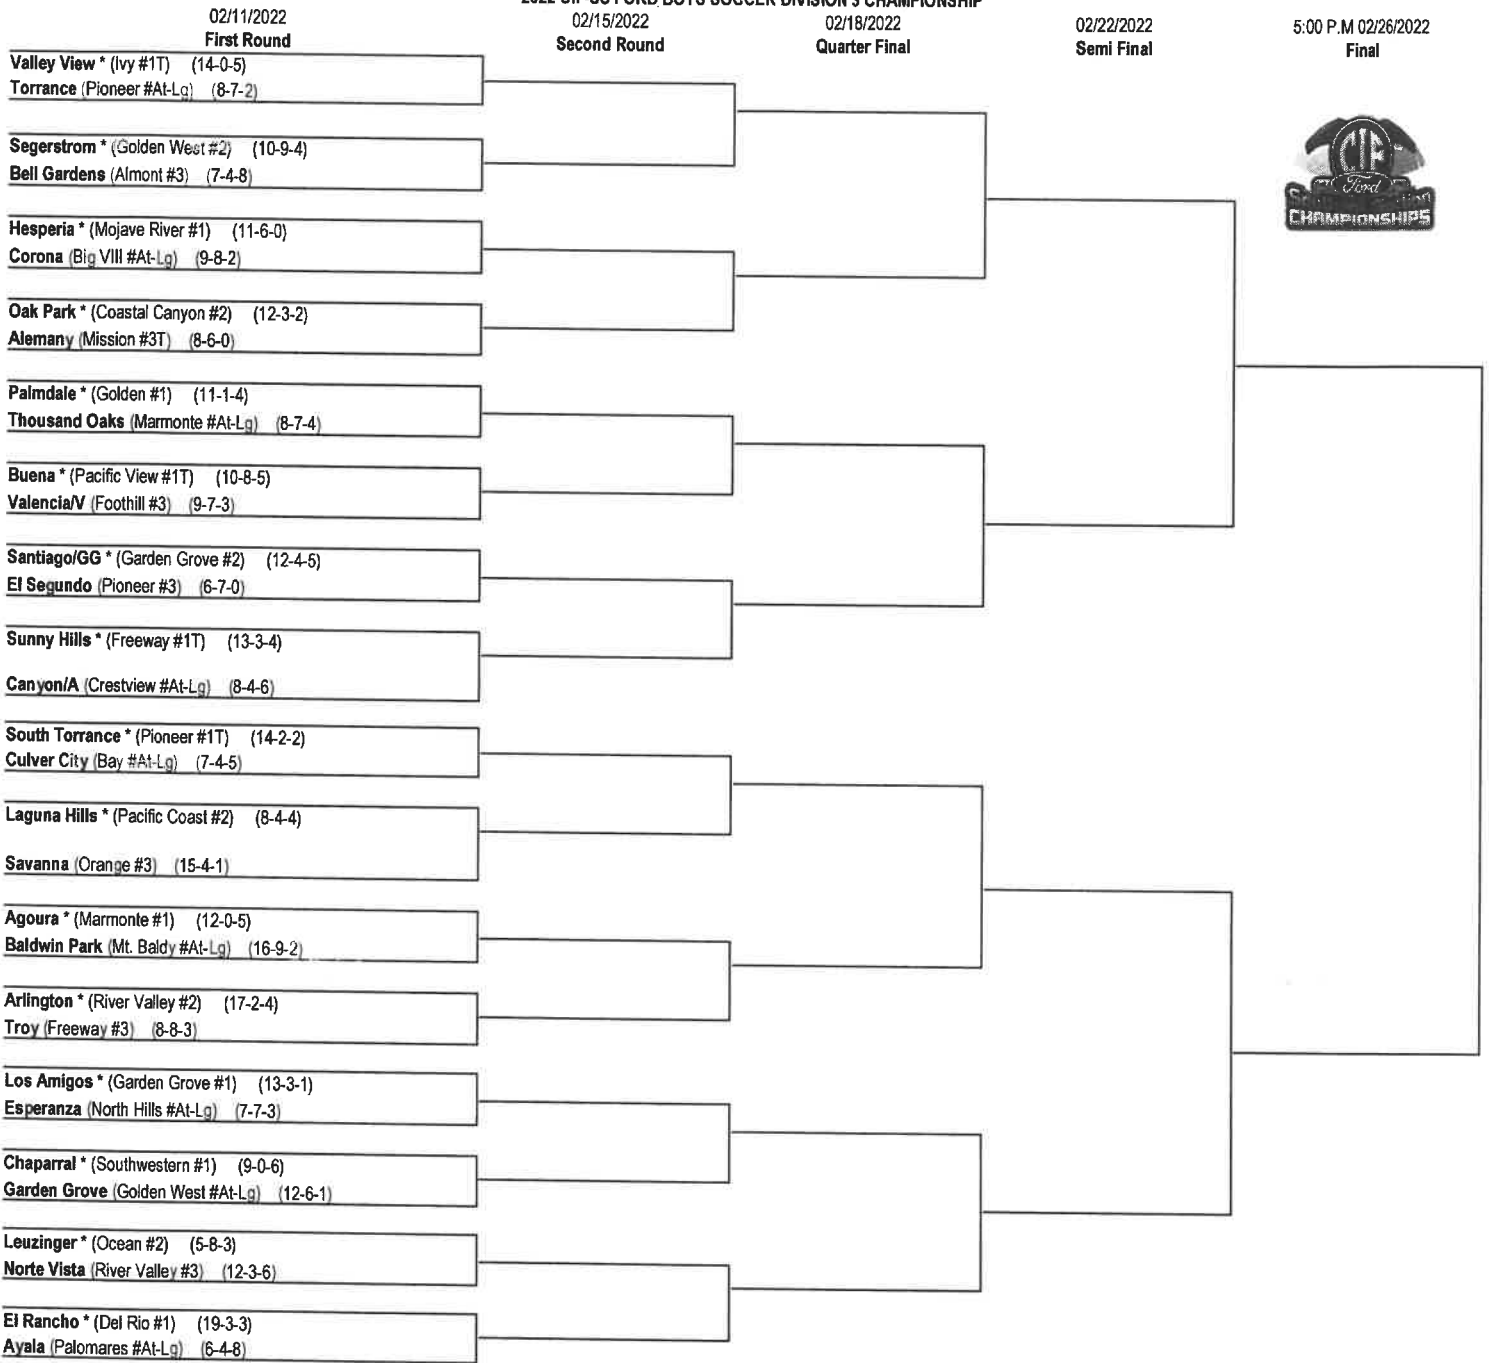 2022 CIF-SS FORD BOYS SOCCER DIVISION 3 CHAMPIONSHIP
02/11/2022
First Round
02/15/2022
Second Round
02/18/2022
Quarter Final
02/22/2022
Semi Final
5:00 P.M 02/26/2022
Final
Valley View * (Ivy #1T) (14-0-5)
Torrance (Pioneer #At-Lg) (8-7-2)
Segerstrom * (Golden West #2) (10-9-4)
Bell Gardens (Almont #3) (7-4-8)
Hesperia * (Mojave River #1) (11-6-0)
Corona (Big VIII #At-Lg) (9-8-2)
Oak Park * (Coastal Canyon #2) (12-3-2)
Alemany (Mission #3T) (8-6-0)
Palmdale * (Golden #1) (11-1-4)
Thousand Oaks (Marmonte #At-Lg) (8-7-4)
Buena * (Pacific View #1T) (10-8-5)
Valencia/V (Foothill #3) (9-7-3)
Santiago/GG * (Garden Grove #2) (12-4-5)
El Segundo (Pioneer #3) (6-7-0)
Sunny Hills * (Freeway #1T) (13-3-4)
Canyon/A (Crestview #At-Lg) (8-4-6)
South Torrance * (Pioneer #1T) (14-2-2)
Culver City (Bay #At-Lg) (7-4-5)
Laguna Hills * (Pacific Coast #2) (8-4-4)
Savanna (Orange #3) (15-4-1)
Agoura * (Marmonte #1) (12-0-5)
Baldwin Park (Mt. Baldy #At-Lg) (16-9-2)
Arlington * (River Valley #2) (17-2-4)
Troy (Freeway #3) (8-8-3)
Los Amigos * (Garden Grove #1) (13-3-1)
Esperanza (North Hills #At-Lg) (7-7-3)
Chaparral * (Southwestern #1) (9-0-6)
Garden Grove (Golden West #At-Lg) (12-6-1)
Leuzinger * (Ocean #2) (5-8-3)
Norte Vista (River Valley #3) (12-3-6)
El Rancho * (Del Rio #1) (19-3-3)
Ayala (Palomares #At-Lg) (6-4-8)
CIF
Ford
CHAMPIONSHIPS